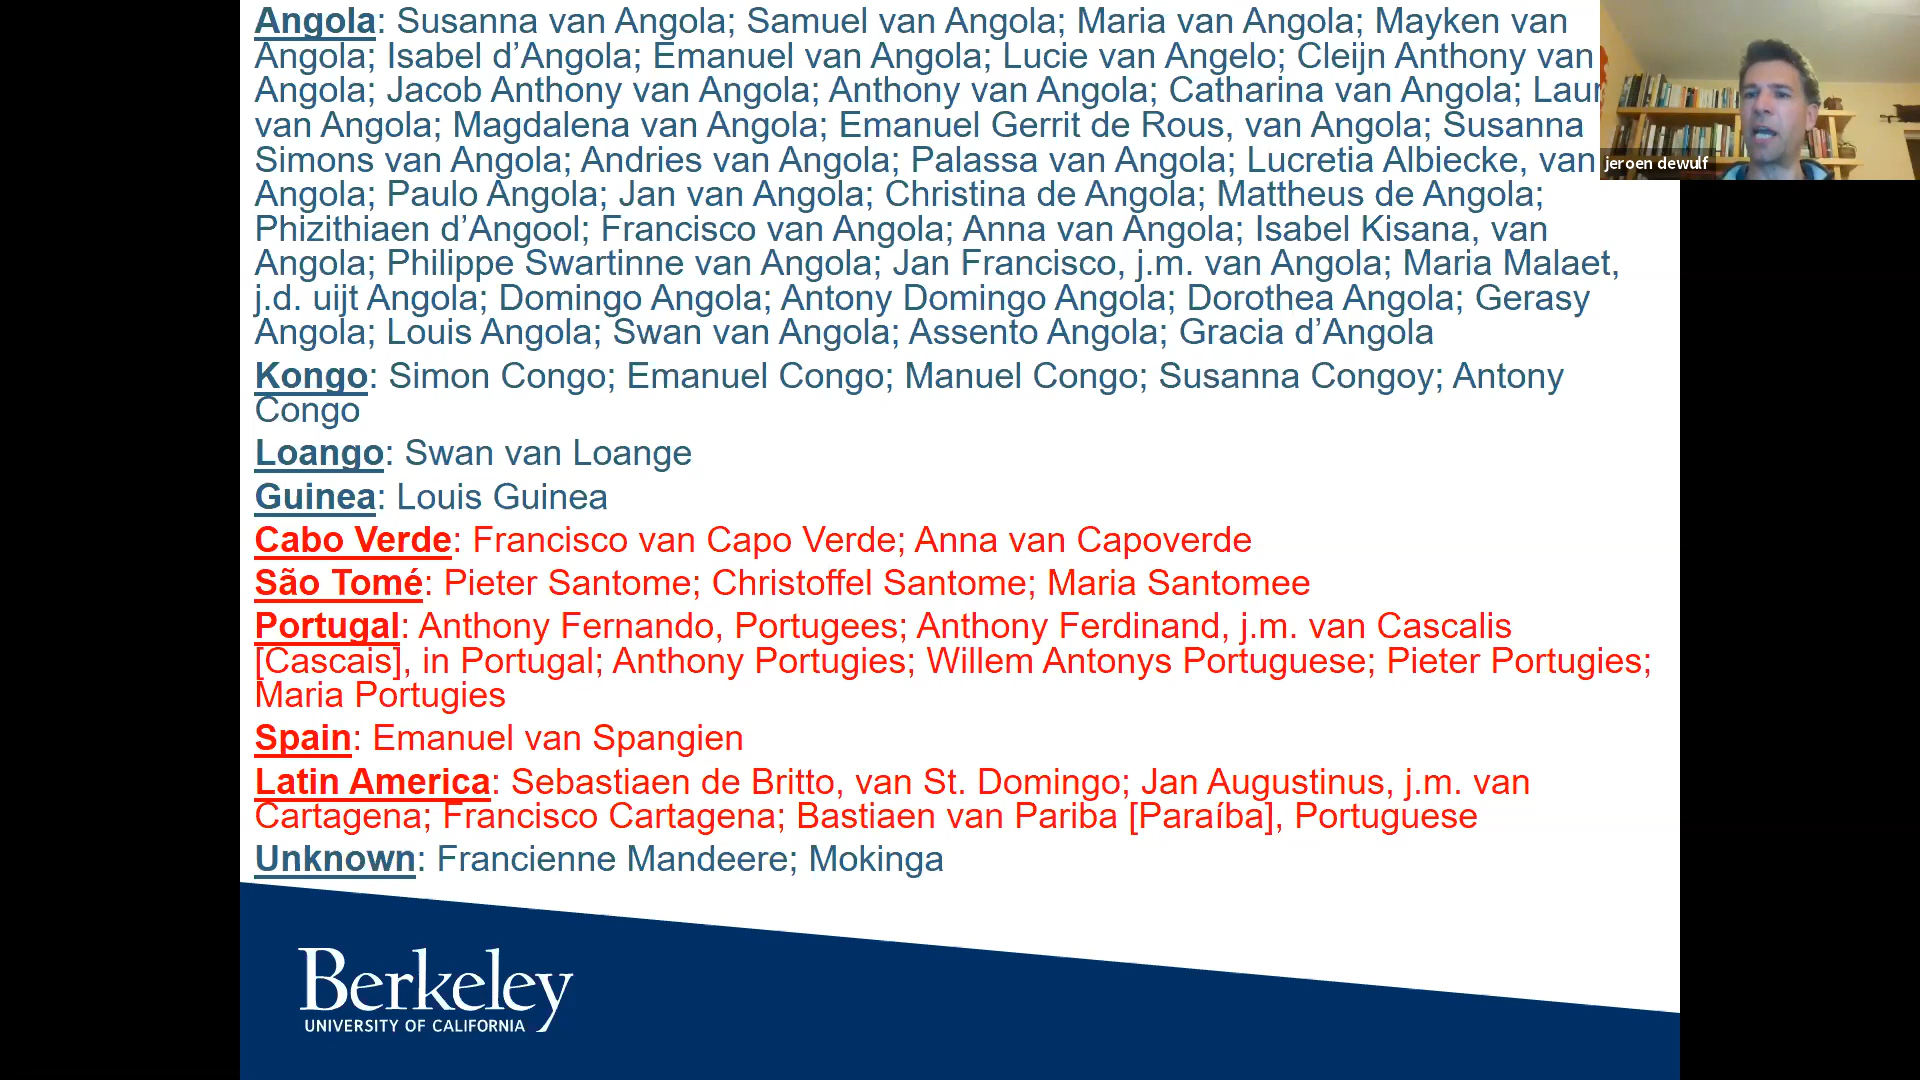 Angola: Susanna van Angola; Samuel van Angola; Maria van Angola; Mayken van
Angola; Isabel d’Angola; Emanuel van Angola; Lucie van Angelo; Cleijn Anthony van
Angola; Jacob Anthony van Angola; Anthony van Angola; Catharina van Angola;
van Angola; Magdalena van Angola; Emanuel Gerrit de Rous, van Angola; Susanna
Simons van Angola; Andries van Angola; Palassa van Angola; Lucretia Albiecke, van
Angola; Paulo Angola; Jan van Angola; Christina de Angola; Mattheus de Angola;
Phizithiaen d’Angool; Francisco van Angola; Anna van Angola; Isabel Kisana, van
Angola; Philippe Swartinne van Angola; Jan Francisco, j.m. van Angola; Maria Malaet,
j.d. uijt Angola; Domingo Angola; Antony Domingo Angola; Dorothea Angola; Gerasy
Angola; Louis Angola; Swan van Angola; Assento Angola; Gracia d’Angola
Kongo: Simon Congo; Emanuel Congo; Manuel Congo; Susanna Congoy; Antony
Congo
Loango: Swan van Loange
Guinea: Louis Guinea
Cabo Verde: Francisco van Capo Verde; Anna van Capoverde
São Tomé: Pieter Santome; Christoffel Santome; Maria Santomee
Portugal: Anthony Fernando, Portugees; Anthony Ferdinand, j.m. van Cascalis
[Cascais], in Portugal; Anthony Portugies; Willem Antonys Portuguese; Pieter Portugies;
Maria Portugies
Spain: Emanuel van Spangien
Latin America: Sebastiaen de Britto, van St. Domingo; Jan Augustinus, j.m. van
Cartagena; Francisco Cartagena; Bastiaen van Pariba [Paraíba], Portuguese
Unknown: Francienne Mandeere; Mokinga
Berkeley
UNIVERSITY OF CALIFORNIA
jeroen dewulf